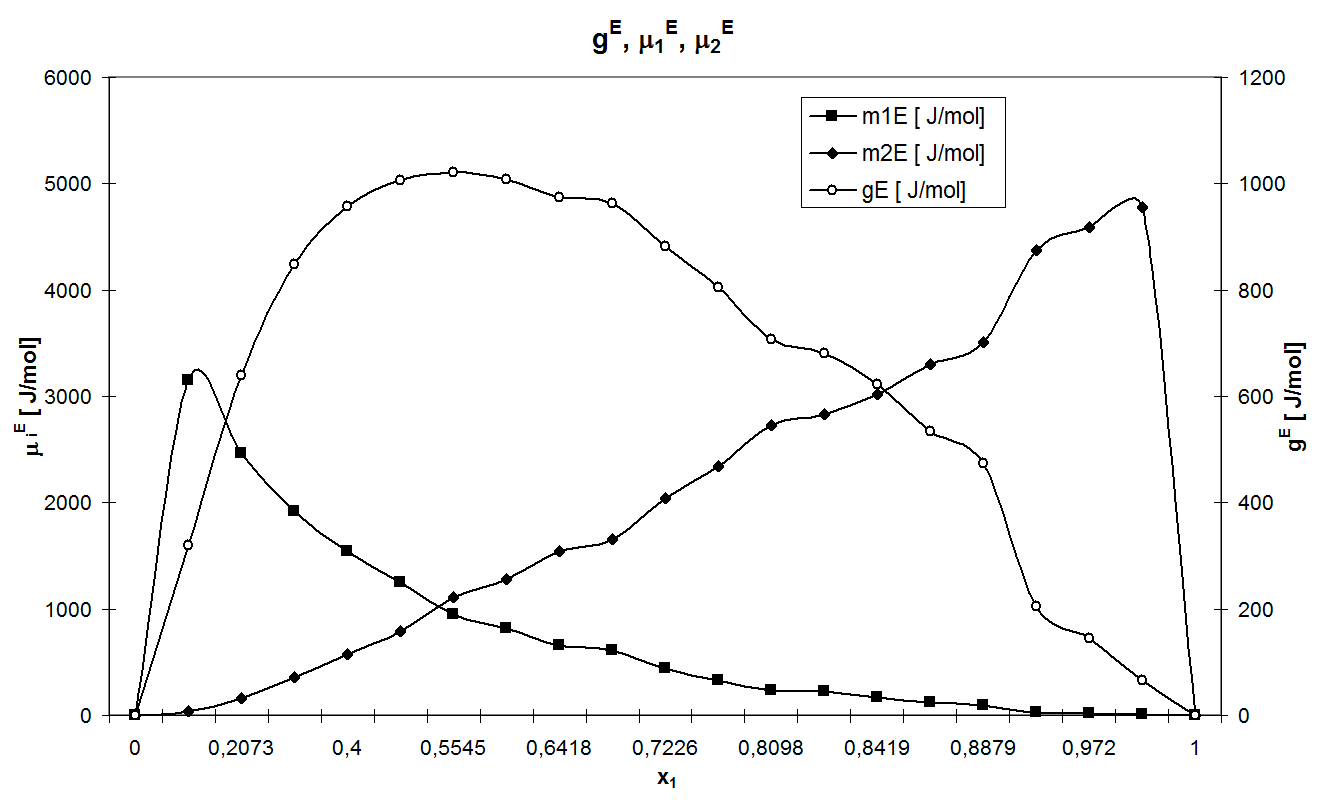 gᴱ, μ₁ᴱ, μ₂ᴱ
6000
5000
4000
3000
2000
1000
0
1200
1000
800
600
400
200
0
m1E [ J/mol]
m2E [ J/mol]
gE [ J/mol]
μ ᵢᴱ [ J/mol]
gᴱ [ J/mol]
0 0,2073 0,4 0,5545 0,6418 0,7226 0,8098 0,8419 0,8879 0,972 1
x₁